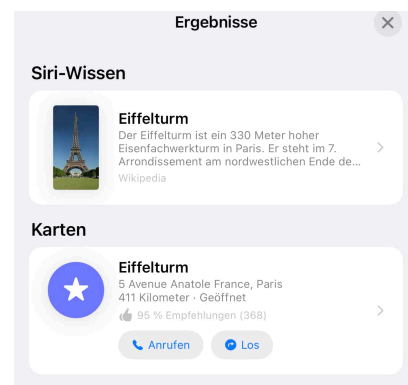 Ergebnisse
Siri-Wissen
Eiffelturm
Der Eiffelturm ist ein 330 Meter hoher
Eisenfachwerkturm in Paris. Er steht im 7.
Arrondissement am nordwestlichen Ende de...
Wikipedia
Karten
Eiffelturm
5 Avenue Anatole France, Paris
411 Kilometer · Geöffnet
95 % Empfehlungen (368)
Anrufen
Los